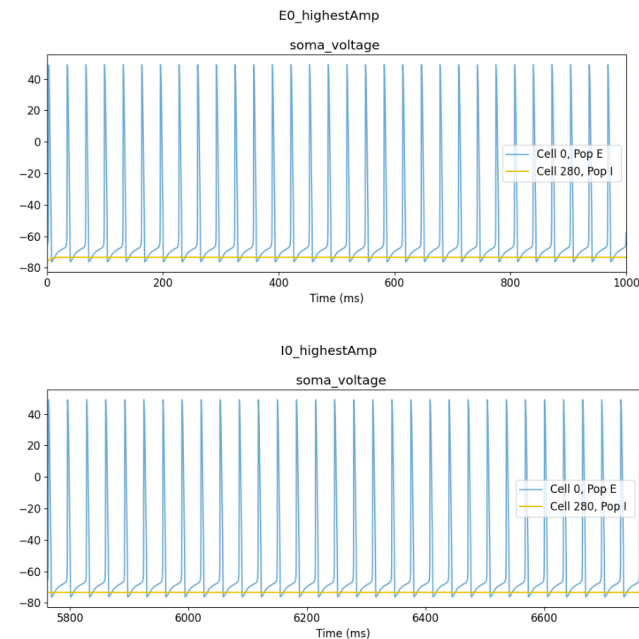 E0_highestAmp
soma_voltage
40
20
0
−20
−40
−60
−80
Cell 0, Pop E
Cell 280, Pop I
0 200 400 600 800 1000
Time (ms)
I0_highestAmp
soma_voltage
40
20
0
−20
−40
−60
−80
Cell 0, Pop E
Cell 280, Pop I
5800 6000 6200 6400 6600
Time (ms)